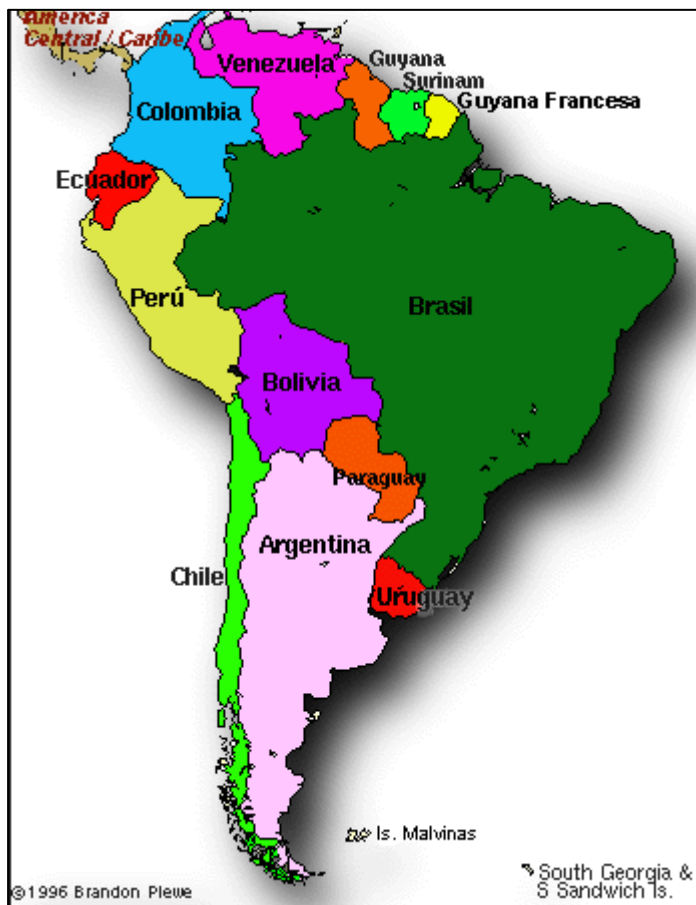 America
Central / Caribe
Venezuela
Guyana
Surinam
Guyana Francesa
Colombia
Ecuador
Perú
Brasil
Bolivia
Paraguay
Argentina
Chile
Uruguay
Is. Malvinas
South Georgia &
S Sandwich Is.
©1996 Brandon Plewe